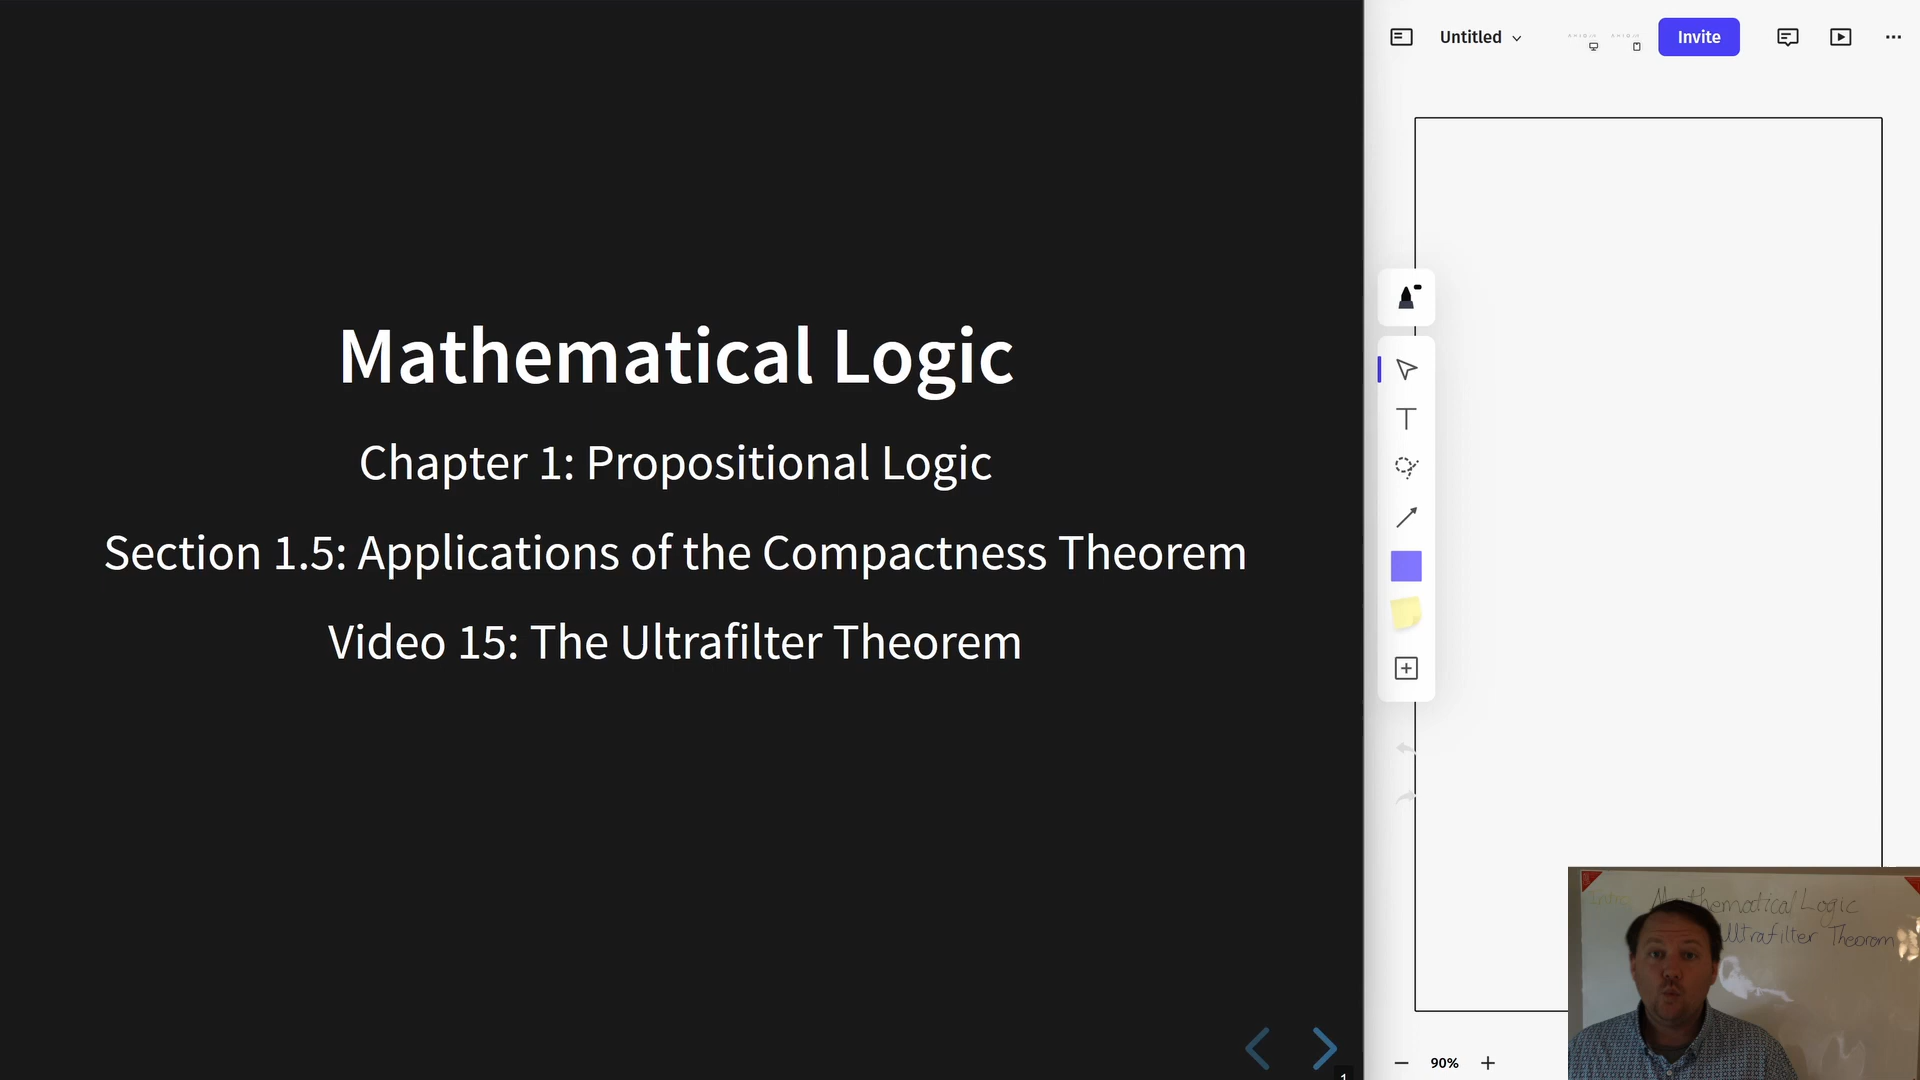 Mathematical Logic
Chapter 1: Propositional Logic
Section 1.5: Applications of the Compactness Theorem
Video 15: The Ultrafilter Theorem
1
Untitled
Invite
90%
Mathematical Logic
Ultrafilter Theorem